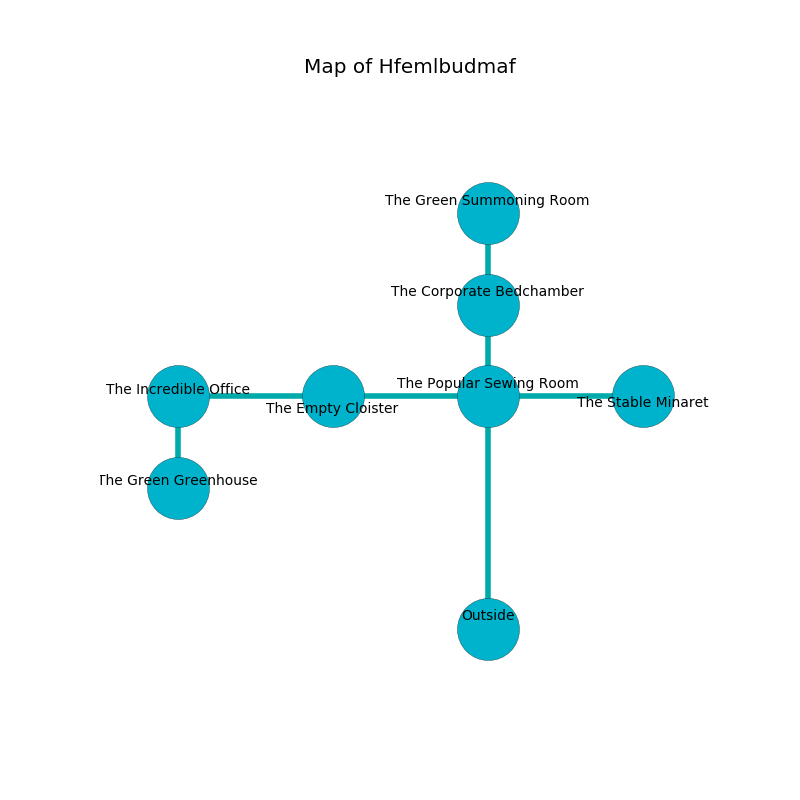 Map of Hfemlbudmaf
The Green Summoning Room
The Corporate Bedchamber
The Popular Sewing Room
The Incredible Office
The Empty Cloister
The Stable Minaret
The Green Greenhouse
Outside